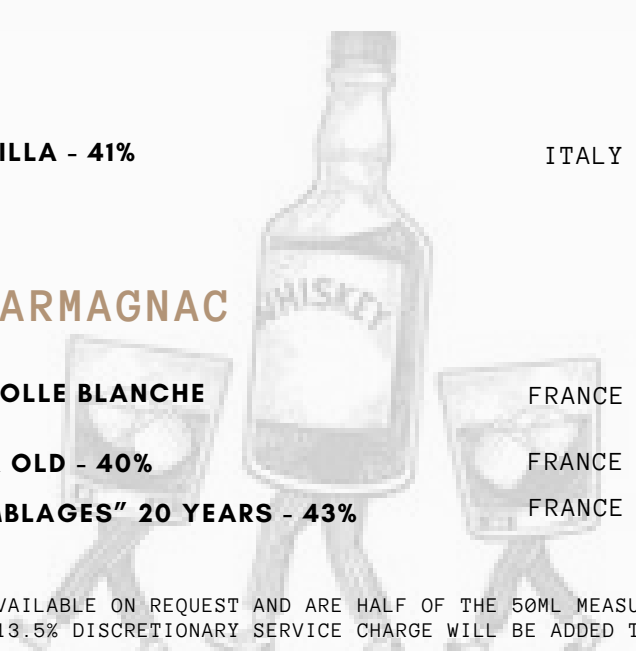 ILLA - 41% ITALY
ARMAGNAC
WHISKEY
OLLE BLANCHE FRANCE
OLD - 40% FRANCE
BLAGES” 20 YEARS - 43% FRANCE
VAILABLE ON REQUEST AND ARE HALF OF THE 50ML MEASU
13.5% DISCRETIONARY SERVICE CHARGE WILL BE ADDED T